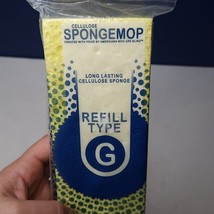 CELLULOSE
SPONGEMOP
LONG LASTING
CELLULOSE SPONGE
REFILL
TYPE
G